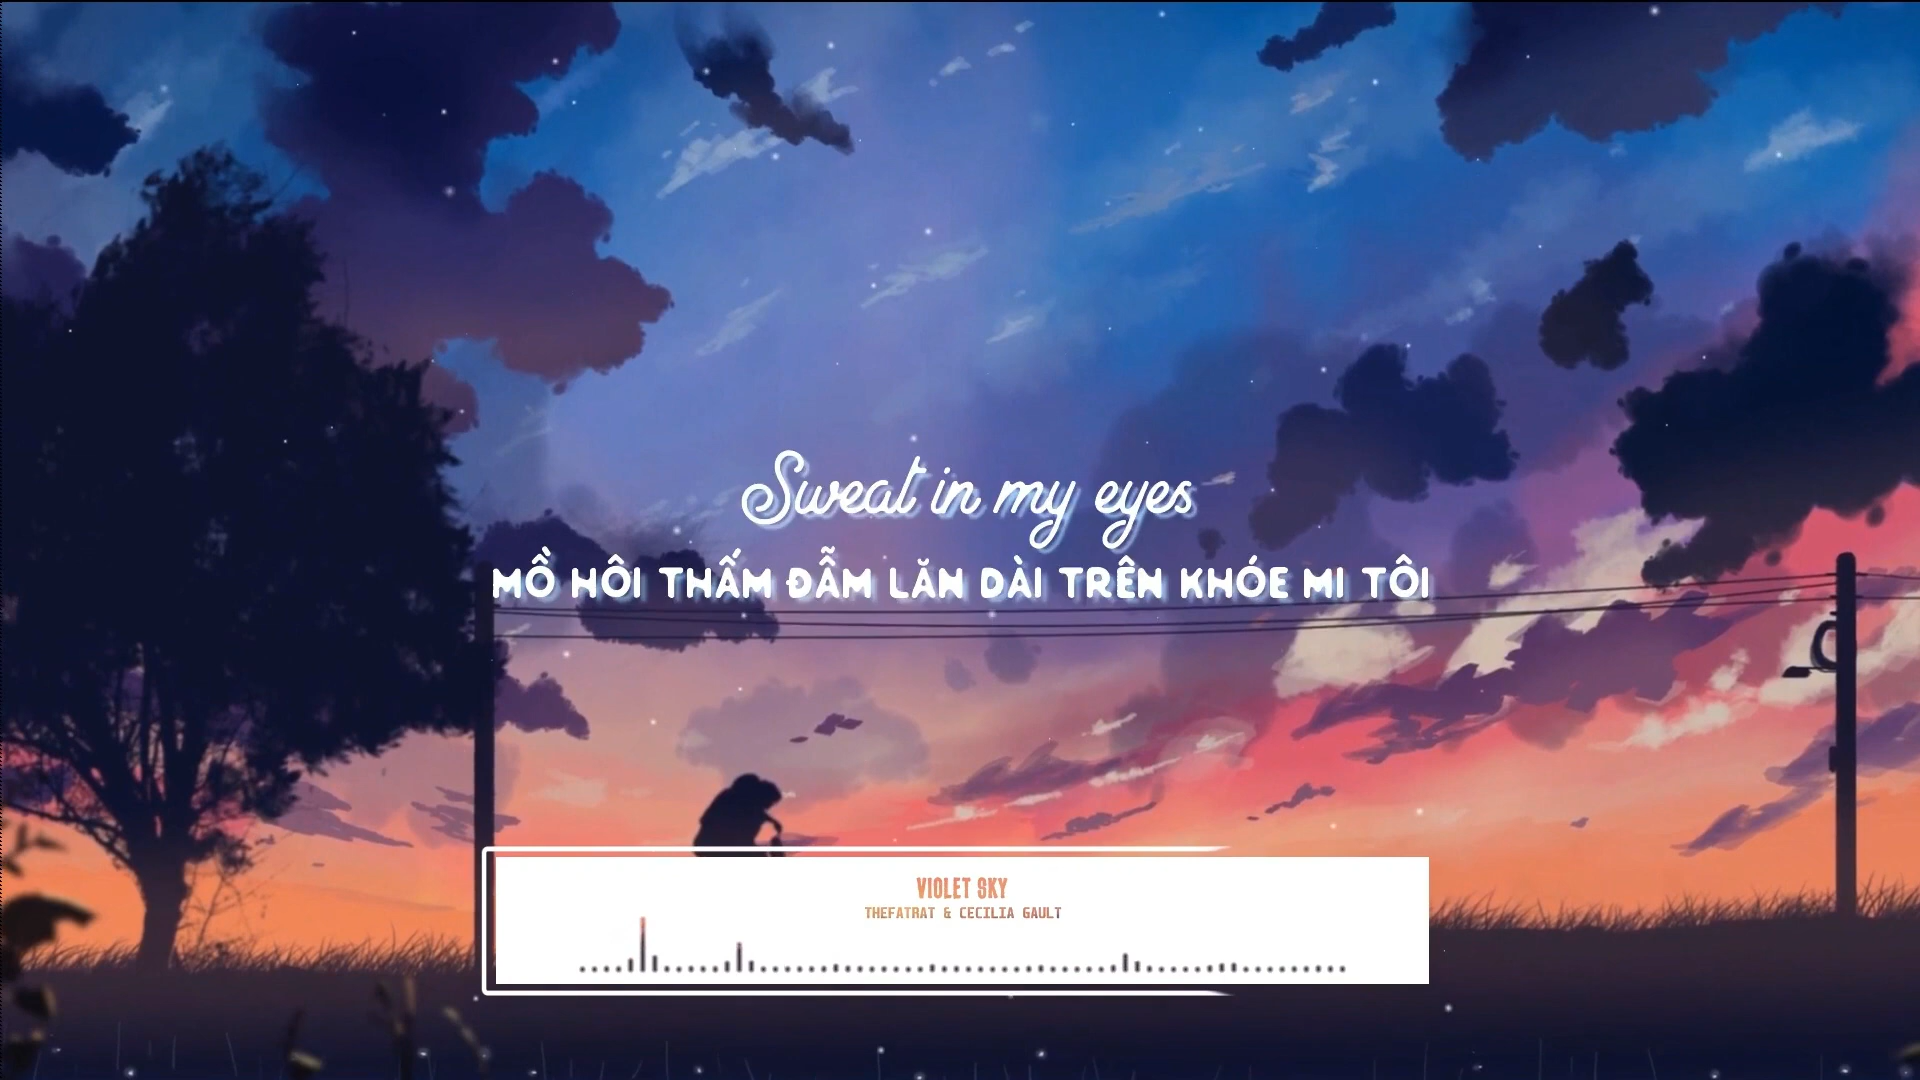 Sweat in my eyes
MỒ HÔI THẤM ĐẪM LĂN DÀI TRÊN KHÓE MI TÔI
VIOLET SKY
THEFATRAT & CECILIA GAULT